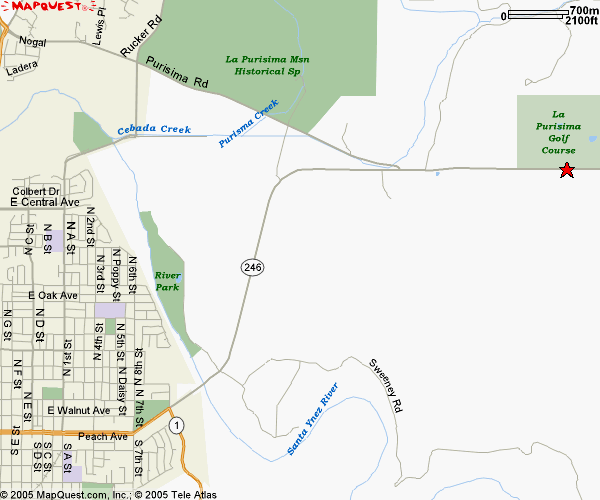 MAPQUEST
0 700m
2100ft
Nogal
Ladera
Lewis Pl
Rucker Rd
Purisima Rd
La Purisima Msn
Historical Sp
Cebada Creek
Purisma Creek
La
Purisima
Golf
Course
Colbert Dr
E Central Ave
N 2nd St
N A St
N B St
N C St
N 3rd St
N Poppy St
N 6th St
246
River
Park
E Oak Ave
N G St
N D St
N 1st St
N 4th St
N 5th St
N Daisy St
N 8th St
N 7th St
N F St
N E St
Sweeney Rd
Santa Ynez River
E Walnut Ave
1
Peach Ave
S E St
S D St
S C St
S A St
S 7th St
© 2005 MapQuest.com, Inc.; © 2005 Tele Atlas